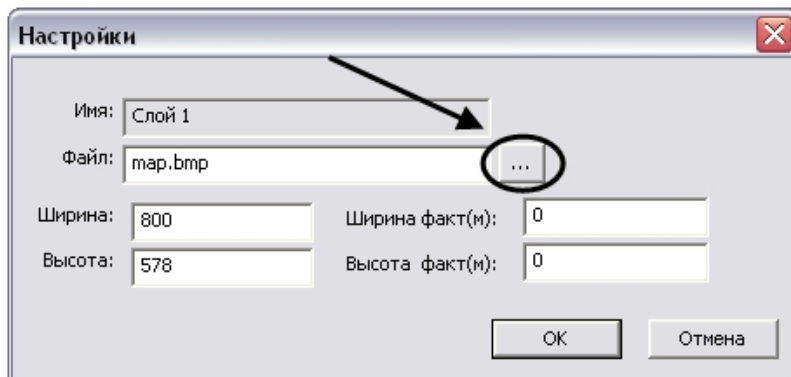 Настройки
Имя: Слой 1
Файл: map.bmp ...
Ширина: 800 Ширина факт(м): 0
Высота: 578 Высота факт(м): 0
OK Отмена